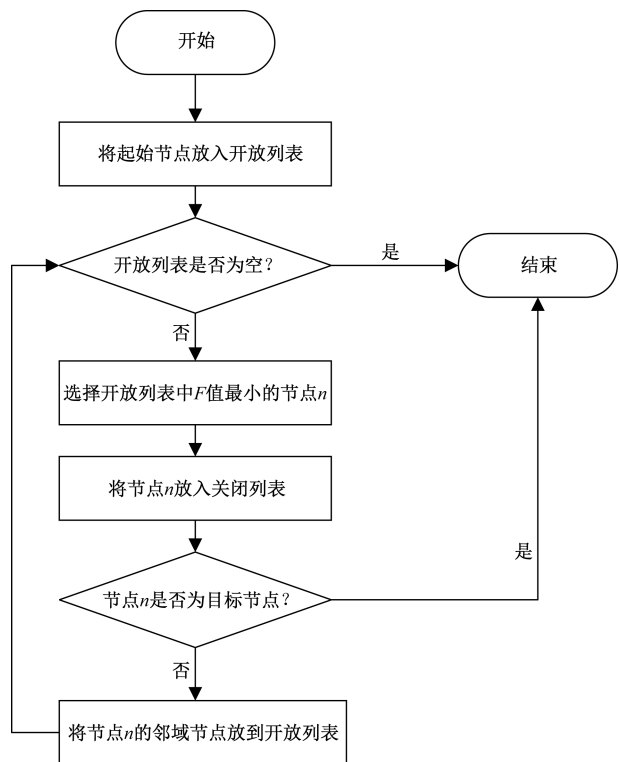 开始
将起始节点放入开放列表
开放列表是否为空?
是
结束
否
选择开放列表中F值最小的节点n
将节点n放入关闭列表
节点n是否为目标节点?
是
否
将节点n的邻域节点放到开放列表